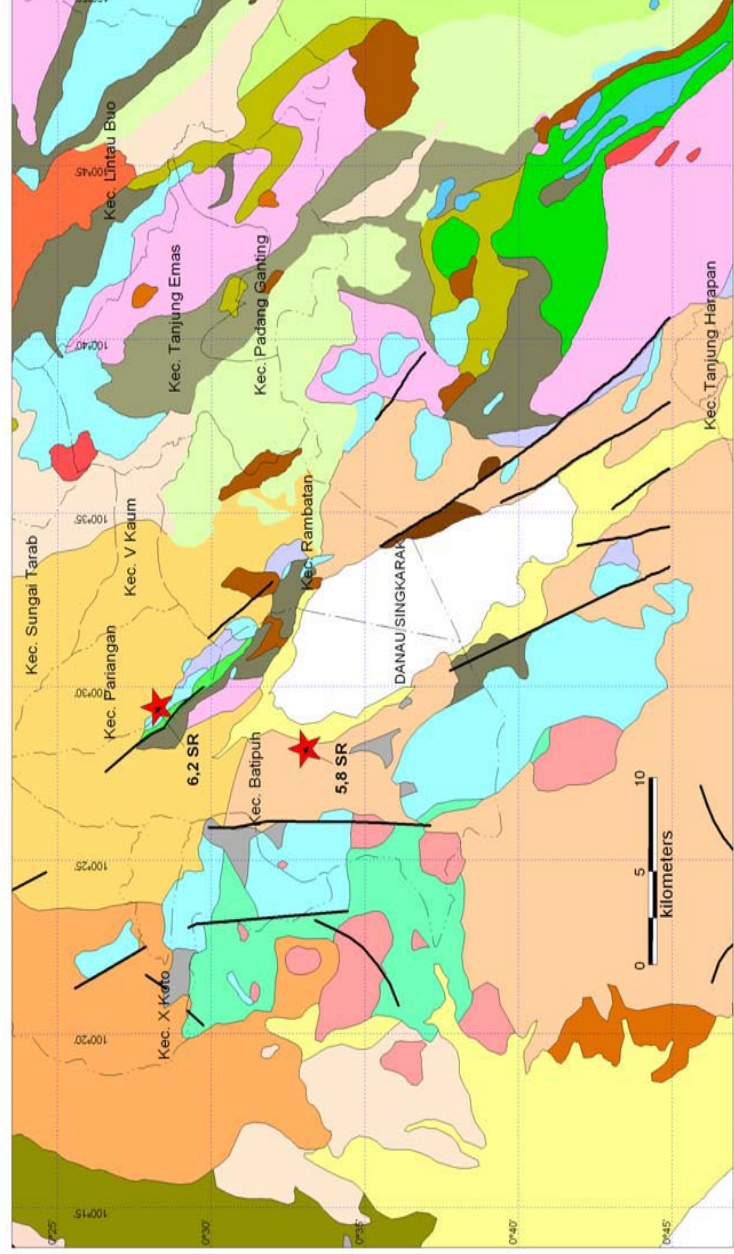 Kec. Sungai Tarab
0°25'
100°15' 100°20' 100°25' 100°30' 100°35' 100°40' 100°45'
Kec. Pariangan
Kec. Lintau Buo
Kec. V Kaum
Kec. X Koto
Kec. Tanjung Emas
6,2 SR
0°30'
Kec. Batipuh
Kec. Padang Ganting
Kec. Rambatan
5,8 SR
0°35'
DANAU SINGKARAK
0°40'
0 5 10
kilometers
0°45'
Kec. Tanjung Harapan